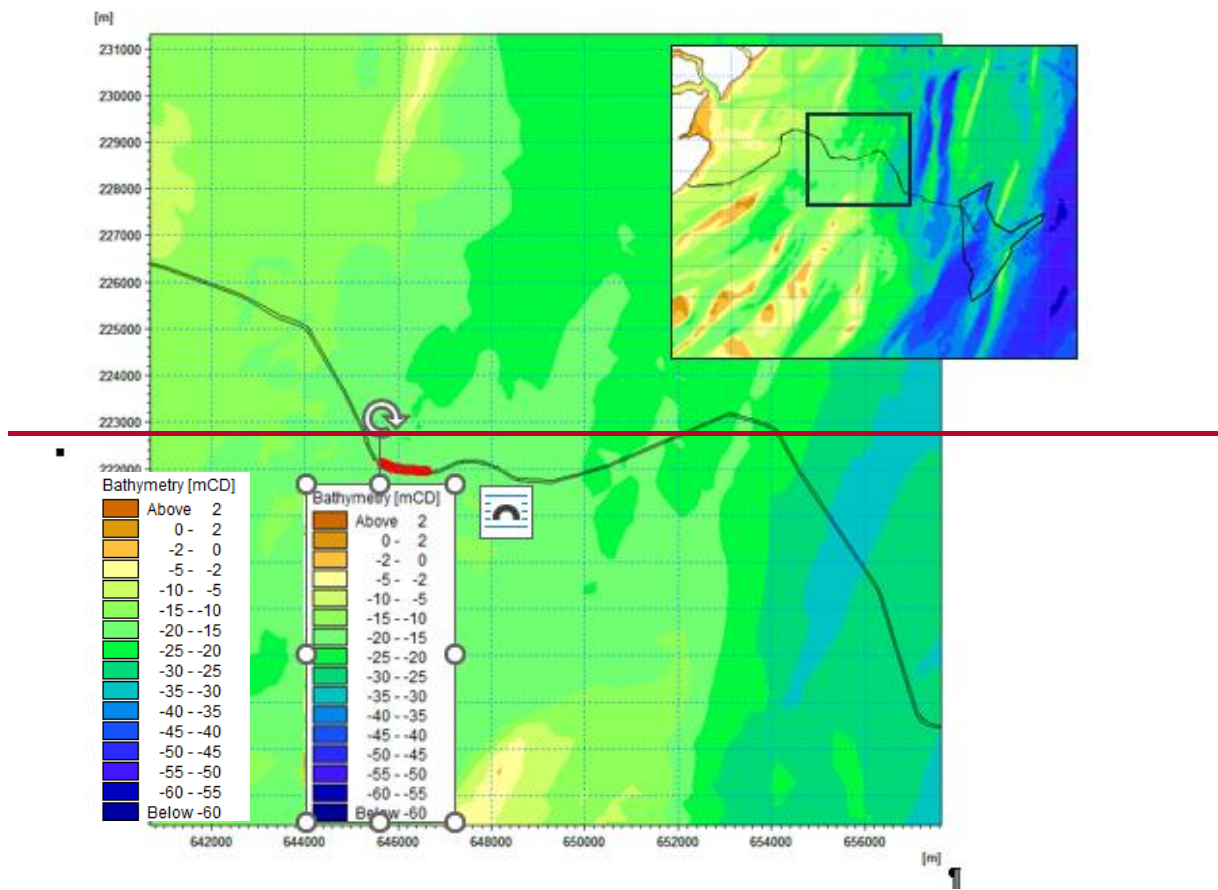 [m]
231000
230000
229000
228000
227000
226000
225000
224000
223000
222000
Bathymetry [mCD]
Above 2
0 - 2
-2 - 0
-5 - -2
-10 - -5
-15 - -10
-20 - -15
-25 - -20
-30 - -25
-35 - -30
-40 - -35
-45 - -40
-50 - -45
-55 - -50
-60 - -55
Below -60
Bathymetry [mCD]
Above 2
0 - 2
-2 - 0
-5 - -2
-10 - -5
-15 - -10
-20 - -15
-25 - -20
-30 - -25
-35 - -30
-40 - -35
-45 - -40
-50 - -45
-55 - -50
-60 - -55
Below -60
642000 644000 646000 648000 650000 652000 654000 656000
[m]
¶